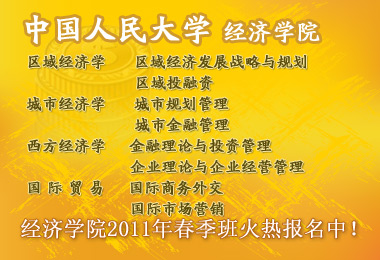 中国人民大学 经济学院
区域经济学 区域经济发展战略与规划
区域投融资
城市经济学 城市规划管理
城市金融管理
西方经济学 金融理论与投资管理
企业理论与企业经营管理
国际贸易 国际商务外交
国际市场营销
经济学院2011年春季班火热报名中！